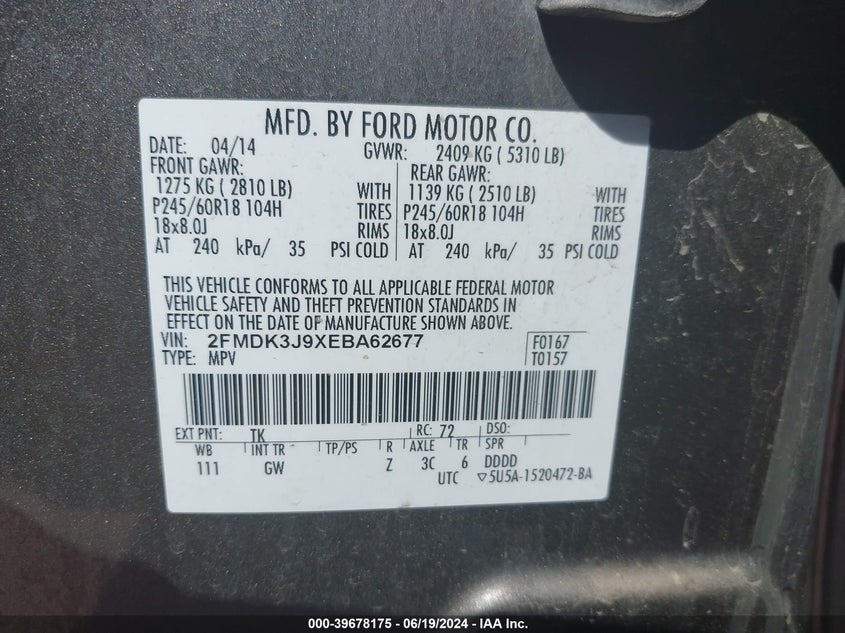 MFD. BY FORD MOTOR CO.
DATE: 04/14 GVWR: 2409 KG ( 5310 LB)
FRONT GAWR: REAR GAWR:
1275 KG ( 2810 LB) WITH 1139 KG ( 2510 LB) WITH
P245/60R18 104H TIRES P245/60R18 104H TIRES
18x8.0J RIMS 18x8.0J RIMS
AT 240 kPa/ 35 PSI COLD AT 240 kPa/ 35 PSI COLD
THIS VEHICLE CONFORMS TO ALL APPLICABLE FEDERAL MOTOR
VEHICLE SAFETY AND THEFT PREVENTION STANDARDS IN
EFFECT ON THE DATE OF MANUFACTURE SHOWN ABOVE.
VIN: 2FMDK3J9XEBA62677 F0167
TYPE: MPV T0157
EXT PNT: TK RC: 72 DSO:
WB INT TR TP/PS R AXLE TR SPR
111 GW Z 3C 6 DDDD
UTC ▽5U5A-1520472-BA
000-39678175 - 06/19/2024 - IAA Inc.